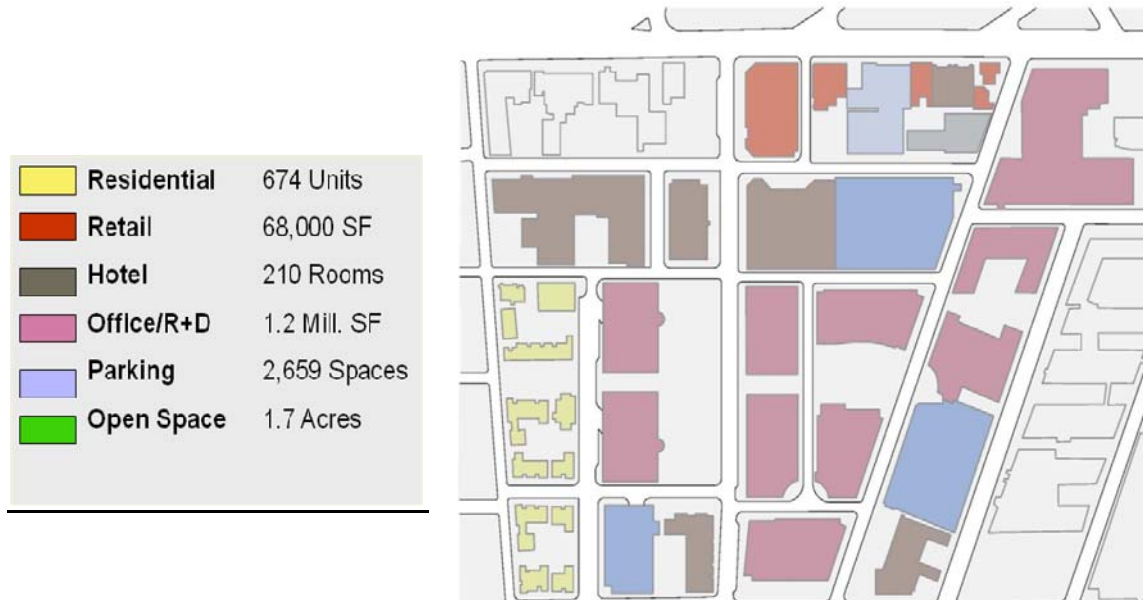 Residential 674 Units
Retail 68,000 SF
Hotel 210 Rooms
Office/R+D 1.2 Mill. SF
Parking 2,659 Spaces
Open Space 1.7 Acres